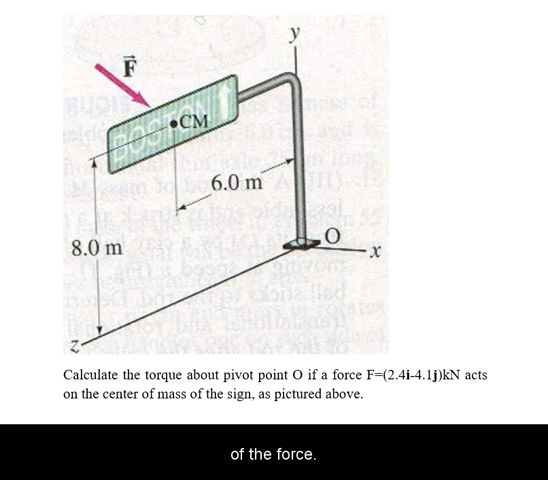 y
F
BOSTON
CM
6.0 m
O
x
8.0 m
z
Calculate the torque about pivot point O if a force F=(2.4i-4.1j)kN acts
on the center of mass of the sign, as pictured above.
of the force.